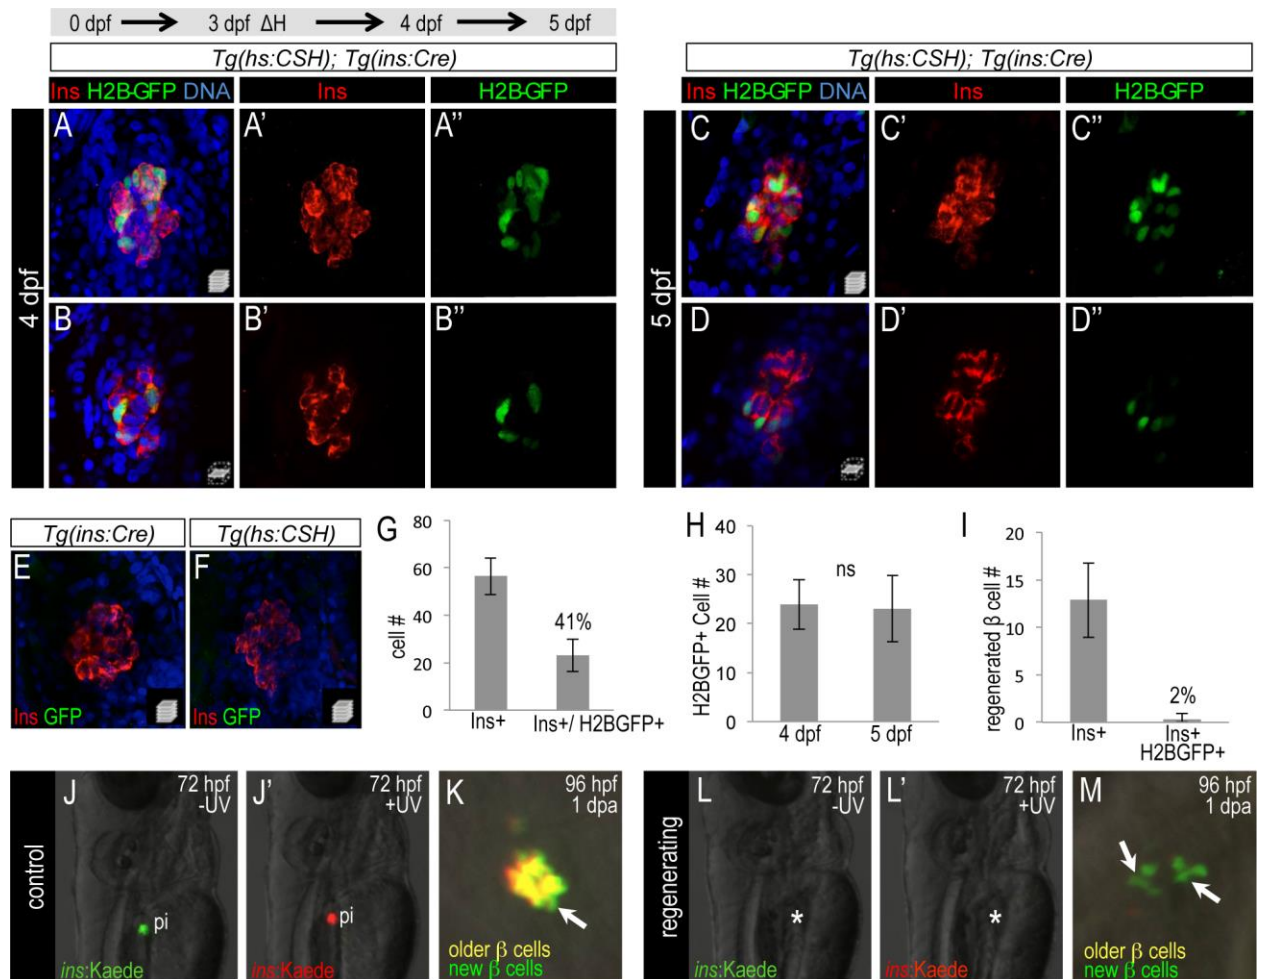 0 dpf 3 dpf ΔH 4 dpf 5 dpf
Tg(hs:CSH); Tg(ins:Cre)
Ins H2B-GFP DNA Ins H2B-GFP
4 dpf
A A' A''
B B' B''
Tg(hs:CSH); Tg(ins:Cre)
Ins H2B-GFP DNA Ins H2B-GFP
5 dpf
C C' C''
D D' D''
Tg(ins:Cre)
E
Ins GFP
Tg(hs:CSH)
F
Ins GFP
G
cell #
80
60
40
20
0
41%
Ins+ Ins+/ H2BGFP+
H
H2BGFP+ Cell #
40
30
20
10
0
ns
4 dpf 5 dpf
I
regenerated β cell #
20
15
10
5
0
2%
Ins+ Ins+
H2BGFP+
control
J 72 hpf
-UV
pi
ins:Kaede
J' 72 hpf
+UV
pi
ins:Kaede
K 96 hpf
1 dpa
older β cells
new β cells
regenerating
L 72 hpf
-UV
*
ins:Kaede
L' 72 hpf
+UV
*
ins:Kaede
M 96 hpf
1 dpa
older β cells
new β cells